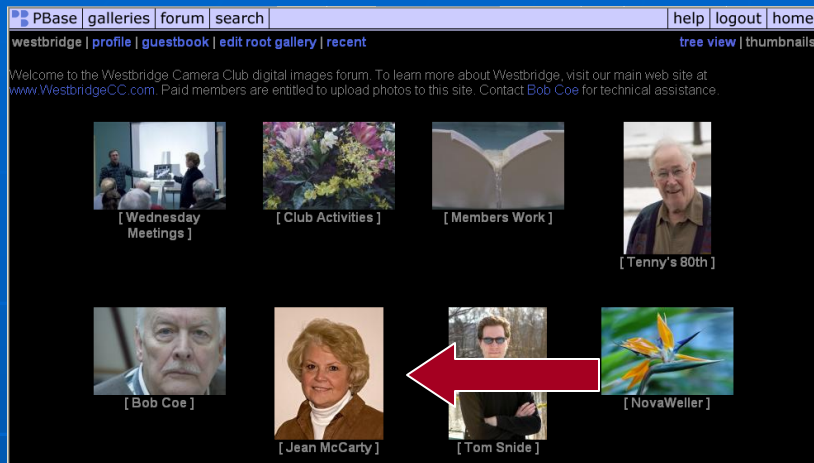 PBase galleries forum search help logout home
westbridge | profile | guestbook | edit root gallery | recent tree view | thumbnails
Welcome to the Westbridge Camera Club digital images forum. To learn more about Westbridge, visit our main web site at
www.WestbridgeCC.com. Paid members are entitled to upload photos to this site. Contact Bob Coe for technical assistance.
[ Wednesday
Meetings ]
[ Club Activities ]
[ Members Work ]
[ Tenny's 80th ]
[ Bob Coe ]
[ Jean McCarty ]
[ Tom Snide ]
[ NovaWeller ]